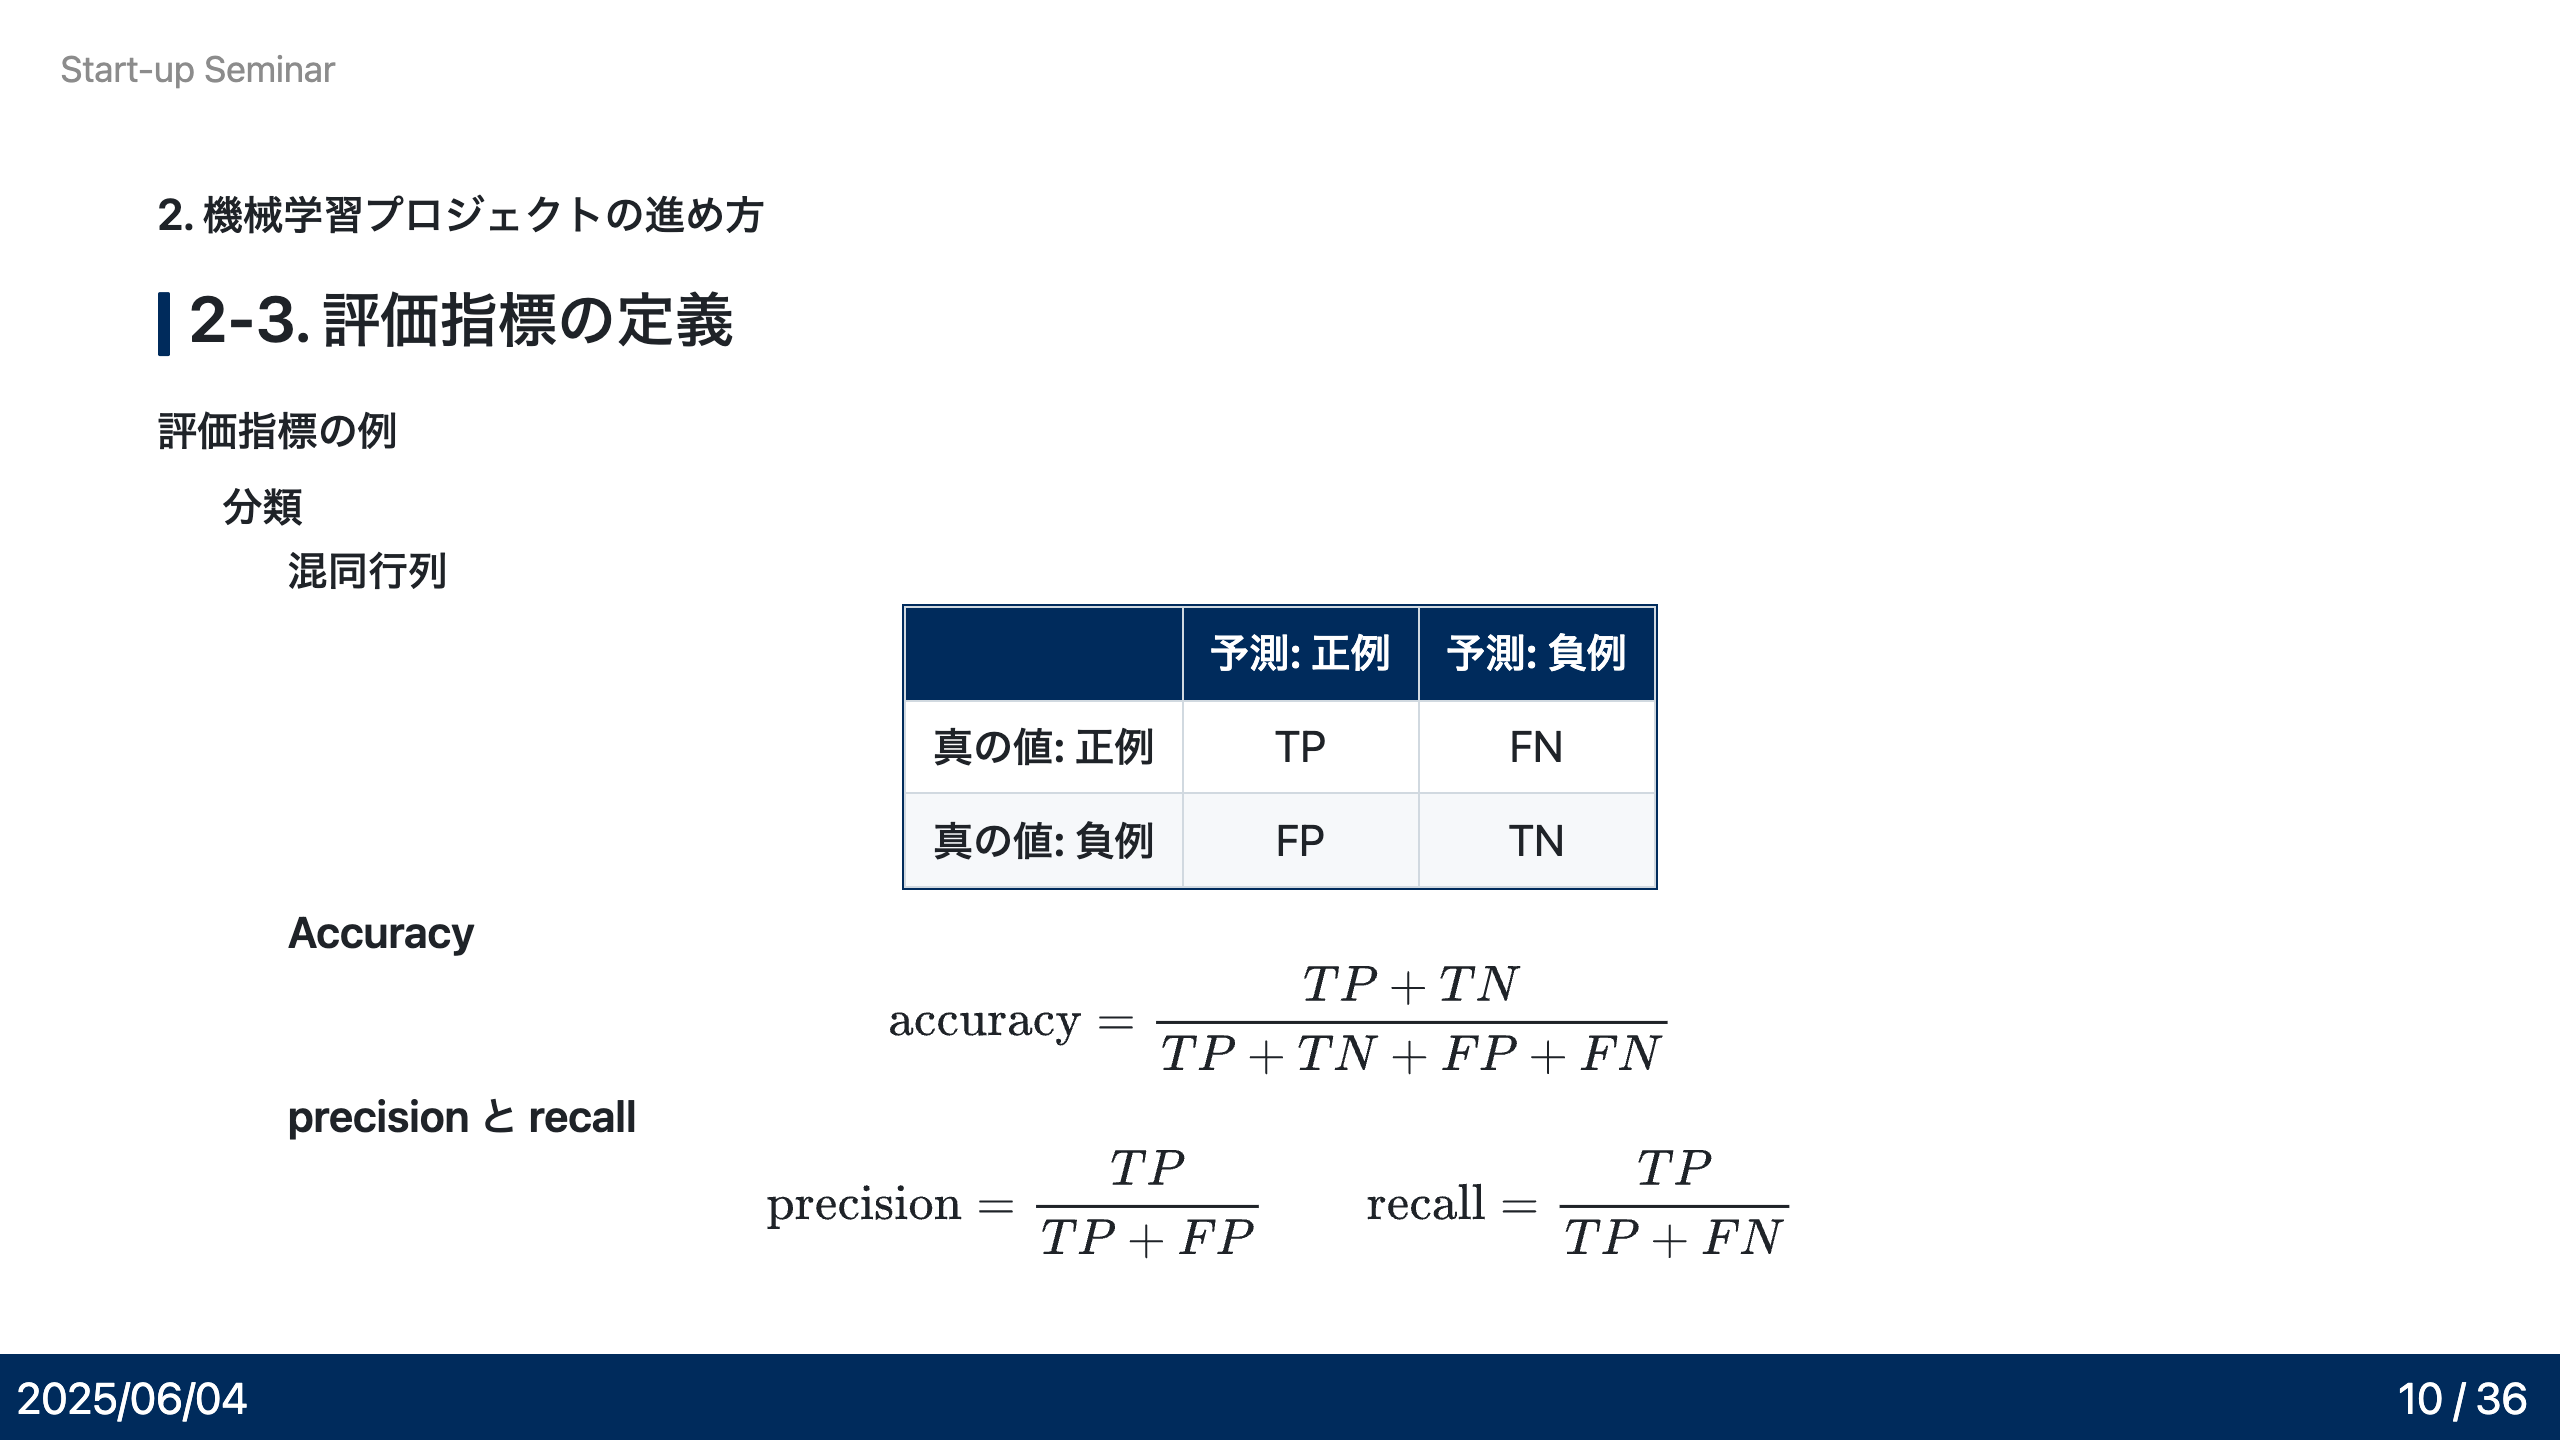 Start-up Seminar
2. 機械学習プロジェクトの進め方
2-3. 評価指標の定義
評価指標の例
分類
混同行列
予測: 正例 予測: 負例
真の値: 正例 TP FN
真の値: 負例 FP TN
Accuracy
accuracy = \frac{TP + TN}{TP + TN + FP + FN}
precision と recall
precision = \frac{TP}{TP + FP} recall = \frac{TP}{TP + FN}
2025/06/04 10 / 36